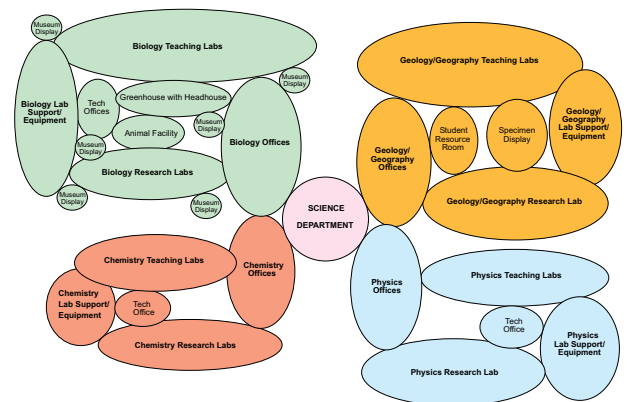 Museum
Display
Biology Teaching Labs
Museum
Display
Biology Lab
Support/
Equipment
Tech
Offices
Greenhouse with Headhouse
Museum
Display
Animal Facility
Biology Offices
Museum
Display
Biology Research Labs
Museum
Display
Museum
Display
Geology/Geography Teaching Labs
Geology/
Geography
Lab Support/
Equipment
Geology/
Geography
Offices
Student
Resource
Room
Specimen
Display
Geology/Geography Research Lab
SCIENCE
DEPARTMENT
Chemistry Teaching Labs
Chemistry
Offices
Chemistry
Lab Support/
Equipment
Tech
Office
Chemistry Research Labs
Physics
Offices
Physics Teaching Labs
Tech
Office
Physics
Lab Support/
Equipment
Physics Research Lab